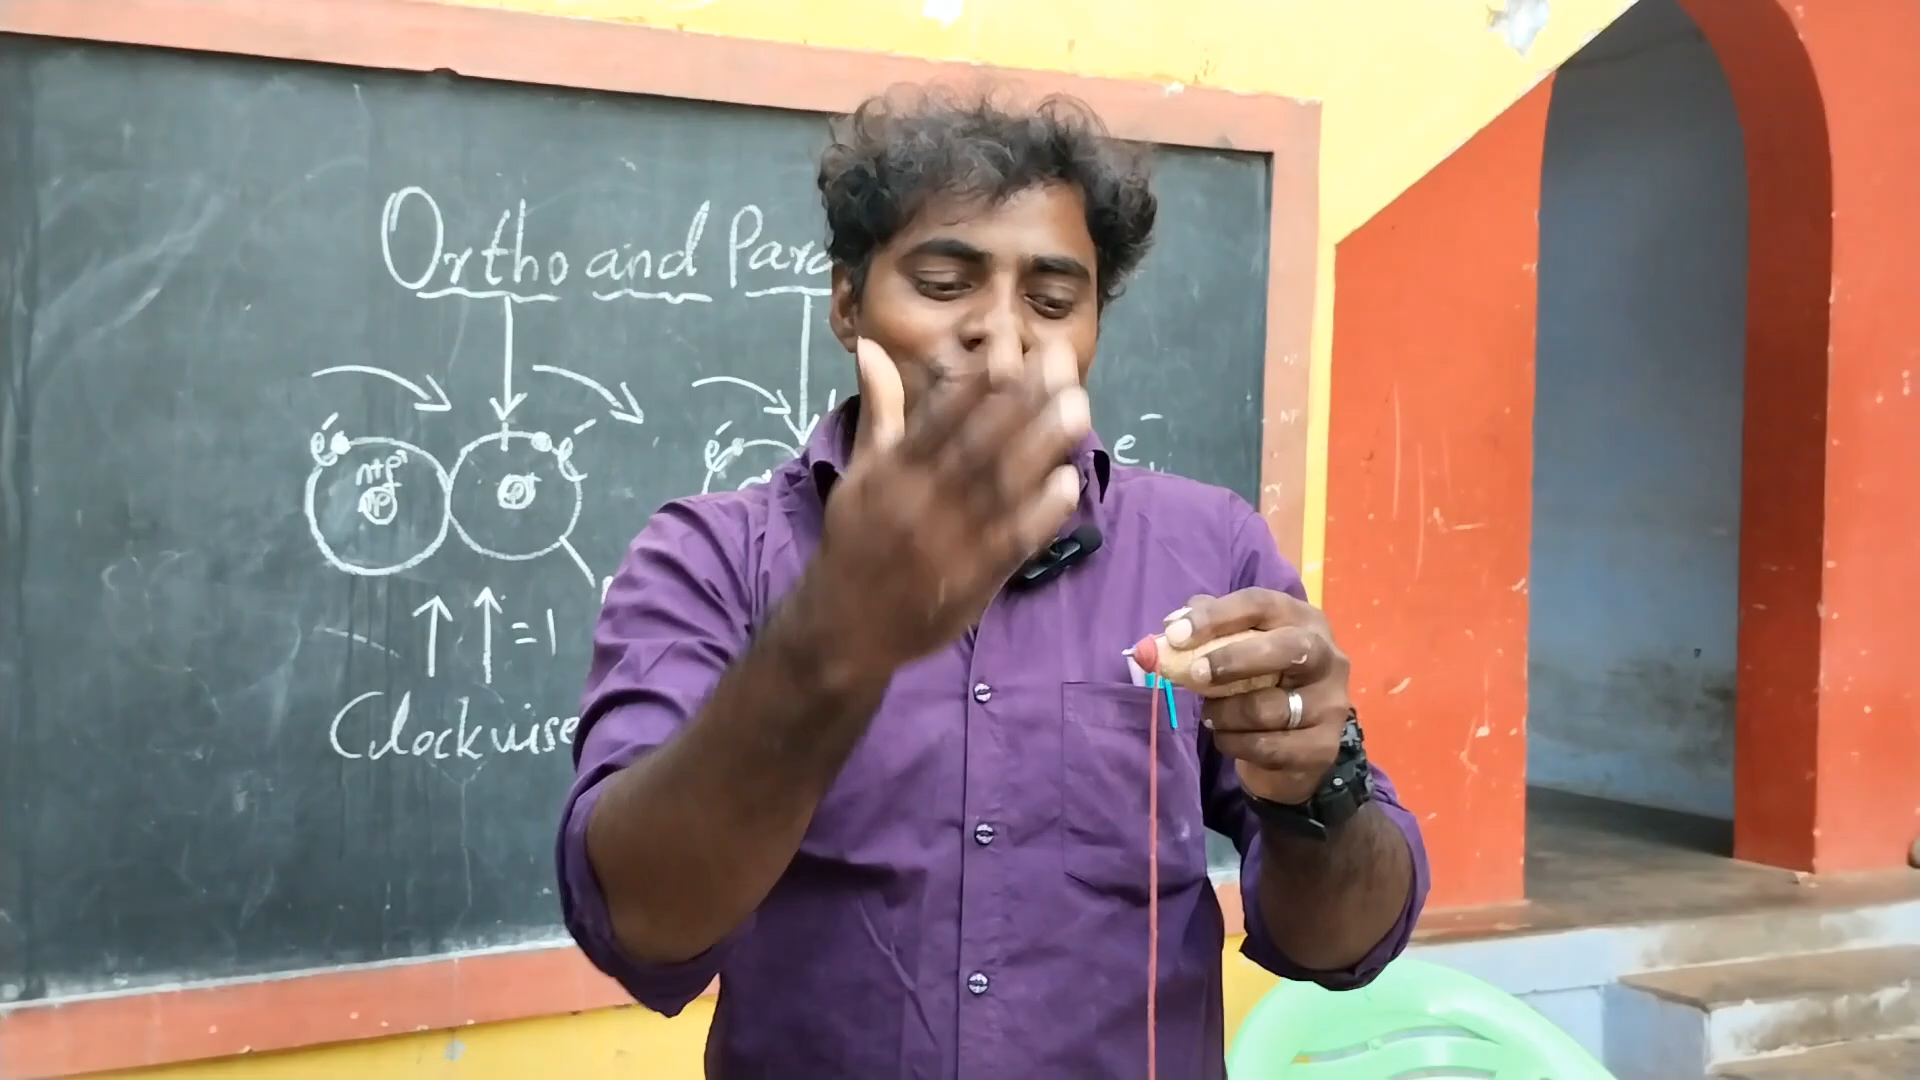 Ortho and Para
e⁻ e⁻ e⁻ e⁻
n+p
↑ ↑ = 1
Clockwise